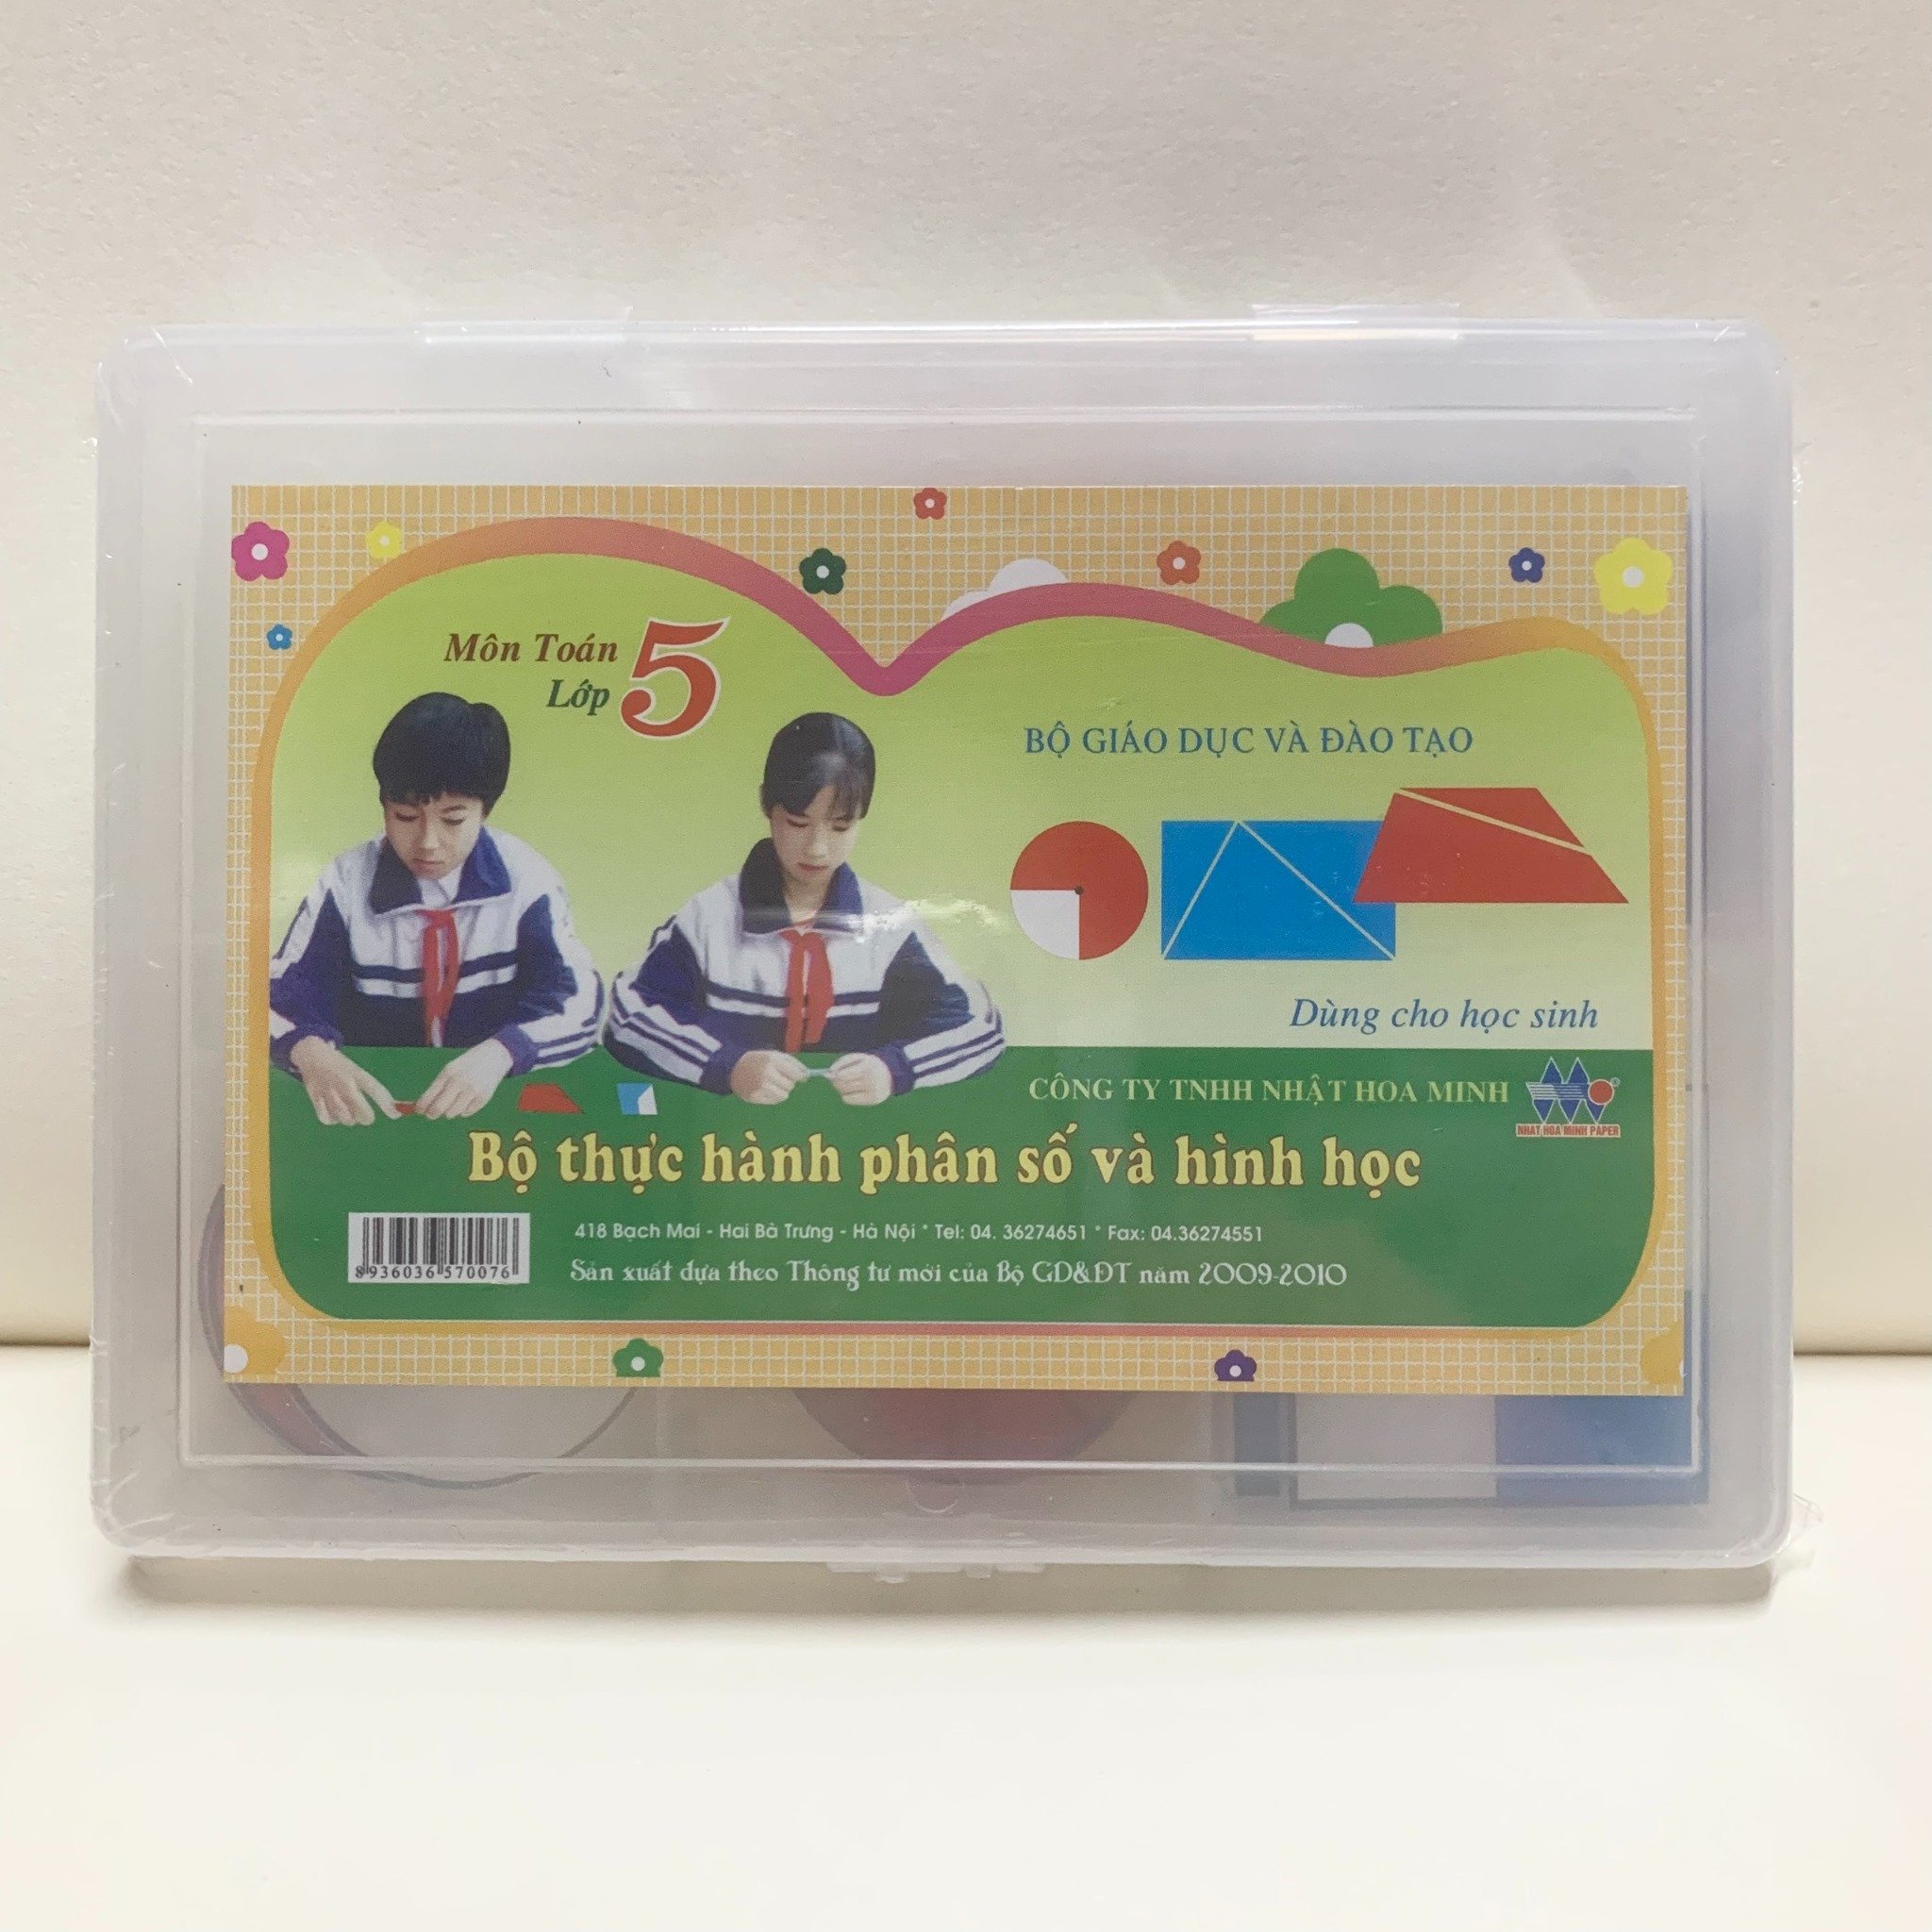 Môn Toán
Lớp 5
BỘ GIÁO DỤC VÀ ĐÀO TẠO
Dùng cho học sinh
CÔNG TY TNHH NHẬT HOA MINH
NHAT HOA MINH PAPER
Bộ thực hành phân số và hình học
418 Bạch Mai - Hai Bà Trưng - Hà Nội * Tel: 04. 36274651 * Fax: 04.36274551
8936036570076
Sản xuất dựa theo Thông tư mới của Bộ GD&ĐT năm 2009-2010